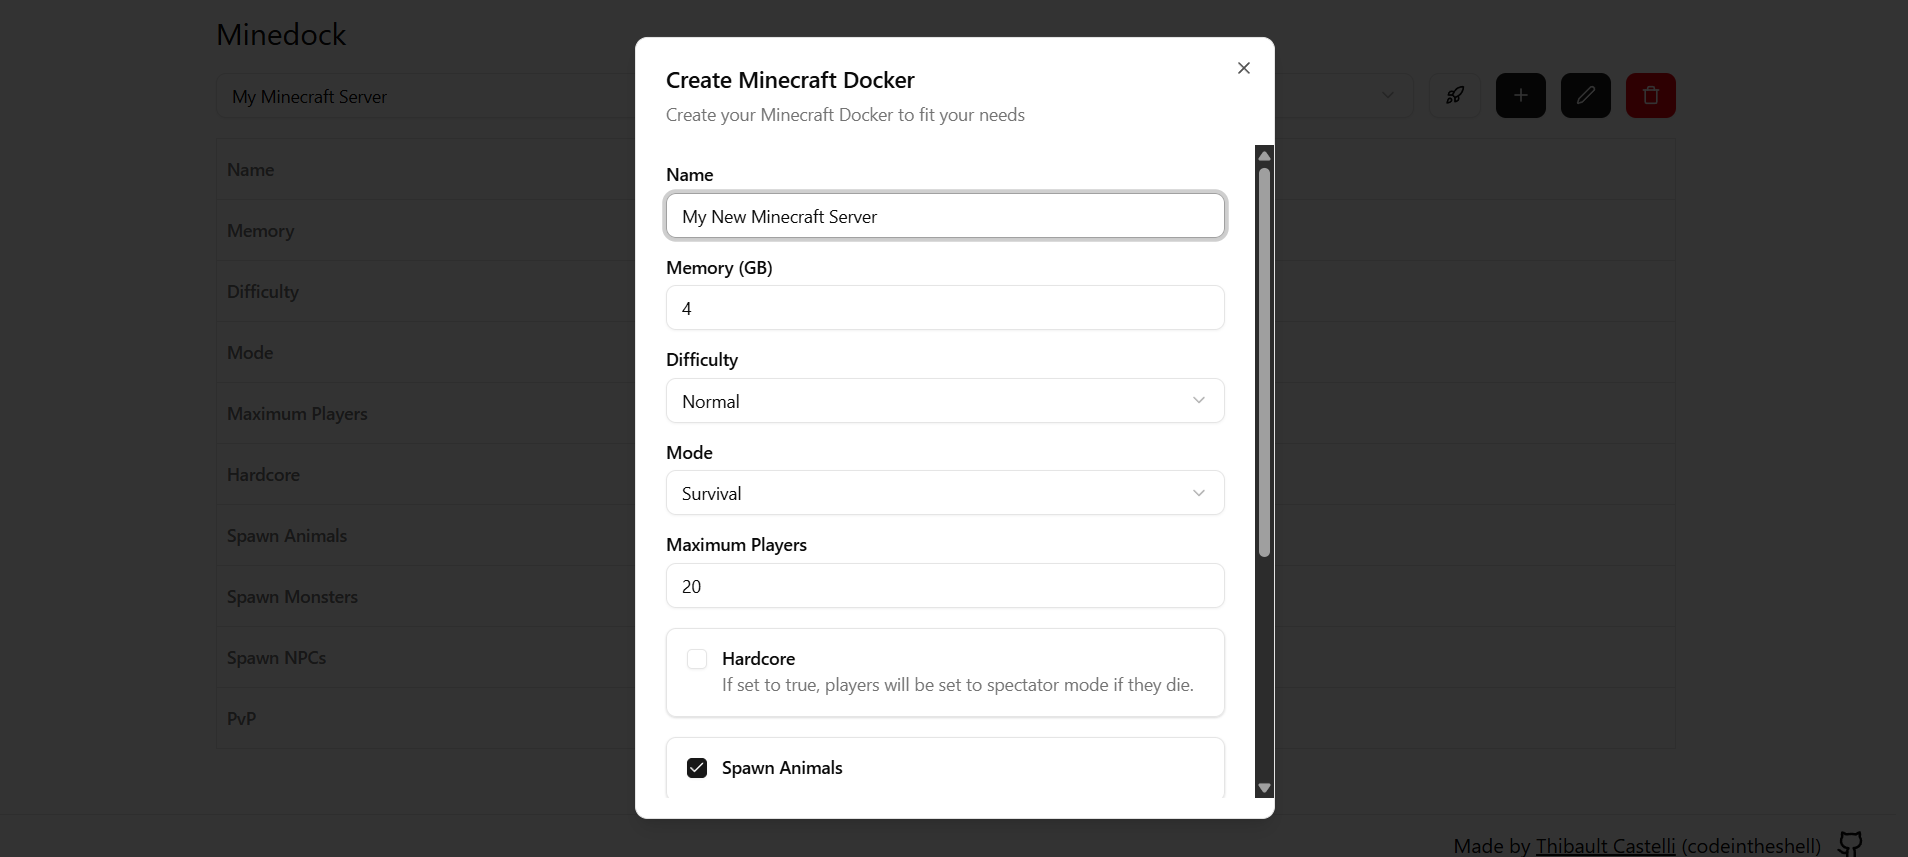 Minedock
My Minecraft Server
Name
Memory
Difficulty
Mode
Maximum Players
Hardcore
Spawn Animals
Spawn Monsters
Spawn NPCs
PvP
Create Minecraft Docker
Create your Minecraft Docker to fit your needs
Name
My New Minecraft Server
Memory (GB)
4
Difficulty
Normal
Mode
Survival
Maximum Players
20
Hardcore
If set to true, players will be set to spectator mode if they die.
Spawn Animals
Made by Thibault Castelli (codeintheshell)